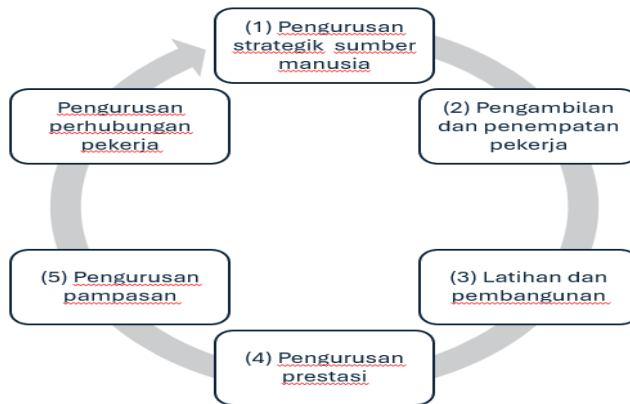 (1) Pengurusan
strategik sumber
manusia
(2) Pengambilan
dan penempatan
pekerja
(3) Latihan dan
pembangunan
(4) Pengurusan
prestasi
(5) Pengurusan
pampasan
Pengurusan
perhubungan
pekerja